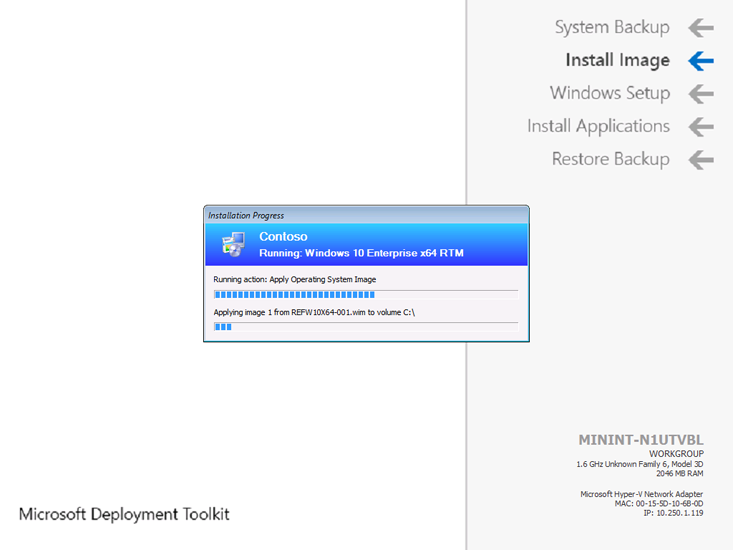 System Backup
Install Image
Windows Setup
Install Applications
Restore Backup
Installation Progress
Contoso
Running: Windows 10 Enterprise x64 RTM
Running action: Apply Operating System Image
Applying image 1 from REFW10X64-001.wim to volume C:\
MININT-N1UTVBL
WORKGROUP
1.6 GHz Unknown Family 6, Model 3D
2046 MB RAM
Microsoft Hyper-V Network Adapter
MAC: 00-15-5D-10-6B-0D
IP: 10.250.1.119
Microsoft Deployment Toolkit